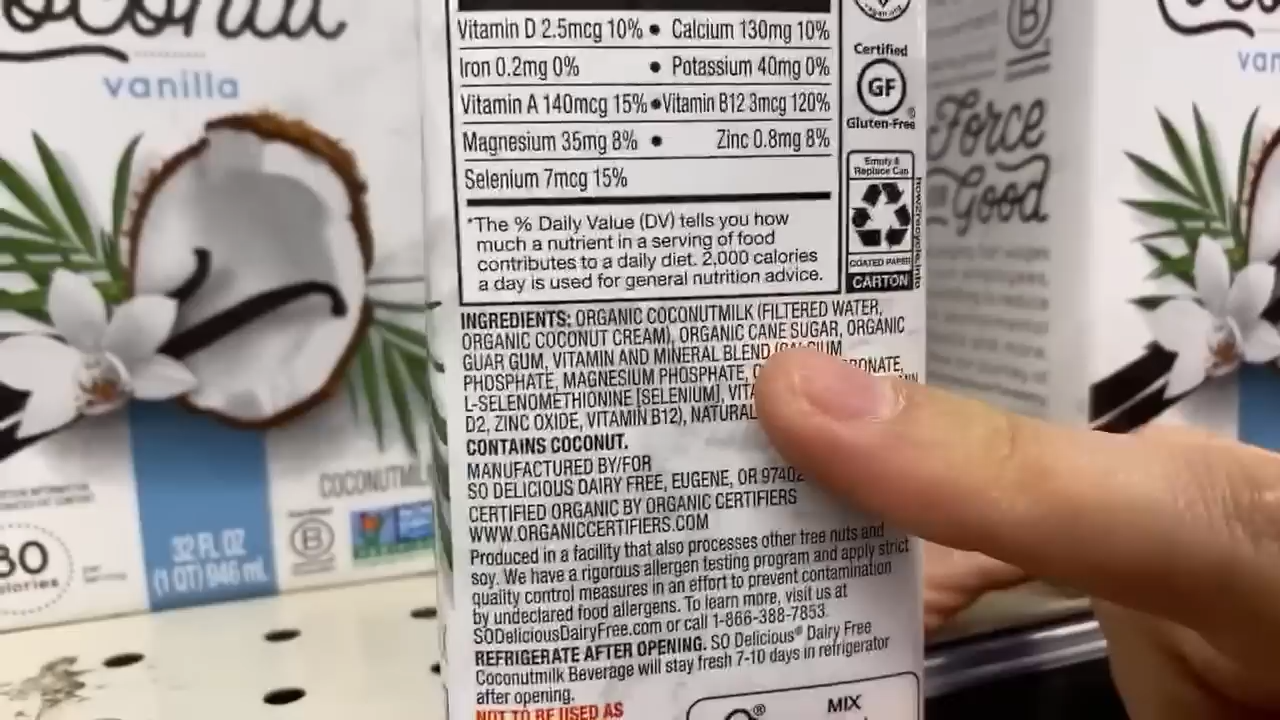 vanilla
32 FL OZ
(1 QT) 946 mL
COCONUTMIL
Vitamin D 2.5mcg 10% • Calcium 130mg 10%
Iron 0.2mg 0% • Potassium 40mg 0%
Vitamin A 140mcg 15% • Vitamin B12 3mcg 120%
Magnesium 35mg 8% • Zinc 0.8mg 8%
Selenium 7mcg 15%
*The % Daily Value (DV) tells you how
much a nutrient in a serving of food
contributes to a daily diet. 2,000 calories
a day is used for general nutrition advice.
INGREDIENTS: ORGANIC COCONUTMILK (FILTERED WATER,
ORGANIC COCONUT CREAM), ORGANIC CANE SUGAR, ORGANIC
GUAR GUM, VITAMIN AND MINERAL BLEND (CALCIUM
PHOSPHATE, MAGNESIUM PHOSPHATE,
L-SELENOMETHIONINE [SELENIUM],
D2, ZINC OXIDE, VITAMIN B12), NATURAL
CONTAINS COCONUT.
MANUFACTURED BY/FOR
SO DELICIOUS DAIRY FREE, EUGENE, OR 97402
CERTIFIED ORGANIC BY ORGANIC CERTIFIERS
WWW.ORGANICCERTIFIERS.COM
Produced in a facility that also processes other tree nuts and
soy. We have a rigorous allergen testing program and apply strict
quality control measures in an effort to prevent contamination
by undeclared food allergens. To learn more, visit us at
SODeliciousDairyFree.com or call 1-866-388-7853.
REFRIGERATE AFTER OPENING. SO Delicious® Dairy Free
Coconutmilk Beverage will stay fresh 7-10 days in refrigerator
after opening.
NOT TO BE USED AS
MIX
Certified
GF
Gluten-Free®
Empty &
Replace Cap
how2recycle.info
COATED PAPER
CARTON
B
Force
Good